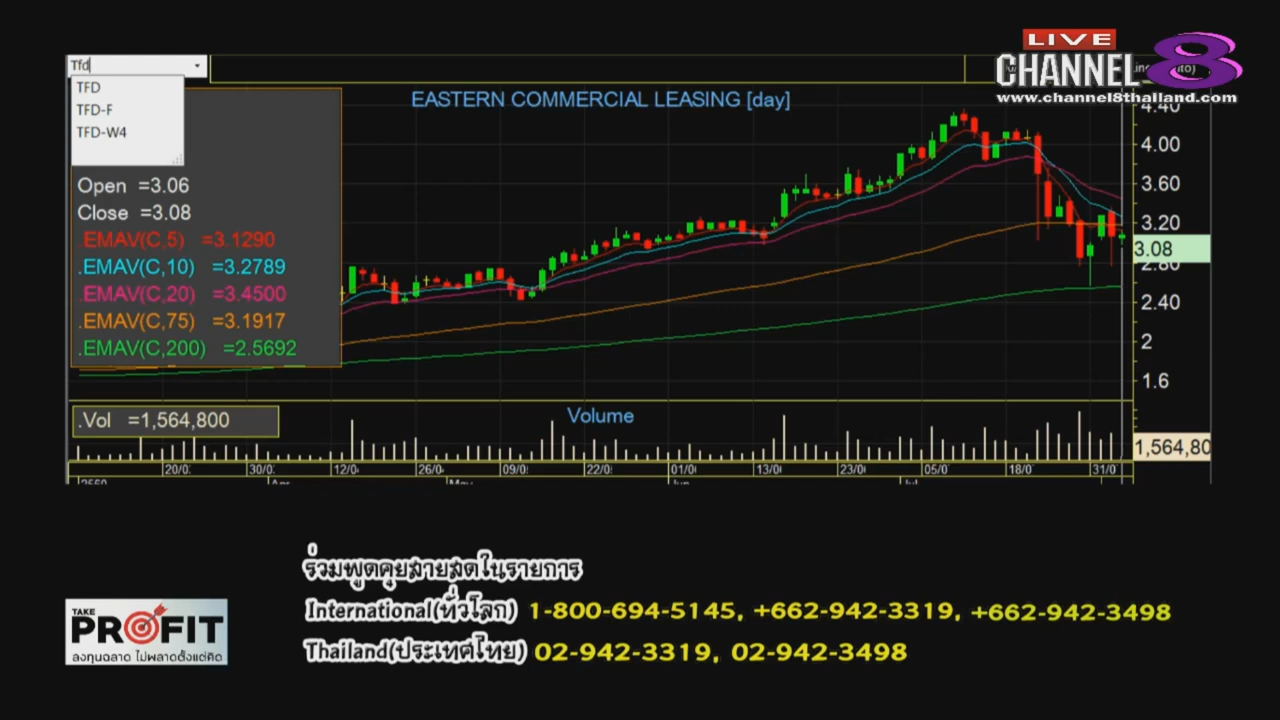 Tfd
TFD
TFD-F
TFD-W4
LIVE
CHANNEL 8
www.channel8thailand.com
EASTERN COMMERCIAL LEASING [day]
Open =3.06
Close =3.08
.EMAV(C,5) =3.1290
.EMAV(C,10) =3.2789
.EMAV(C,20) =3.4500
.EMAV(C,75) =3.1917
.EMAV(C,200) =2.5692
4.40
4.00
3.60
3.20
3.08
2.80
2.40
2
1.6
.Vol =1,564,800
Volume
1,564,80
20/0 30/0 12/0 26/0 09/0 22/0 01/0 13/0 23/0 05/0 18/0 31/0
2560 Apr May Jun Jul
ร่วมพูดคุยสายสดในรายการ
International(ทั่วโลก) 1-800-694-5145, +662-942-3319, +662-942-3498
Thailand(ประเทศไทย) 02-942-3319, 02-942-3498
TAKE
PROFIT
ลงทุนฉลาด ไม่พลาดตั้งแต่คิด